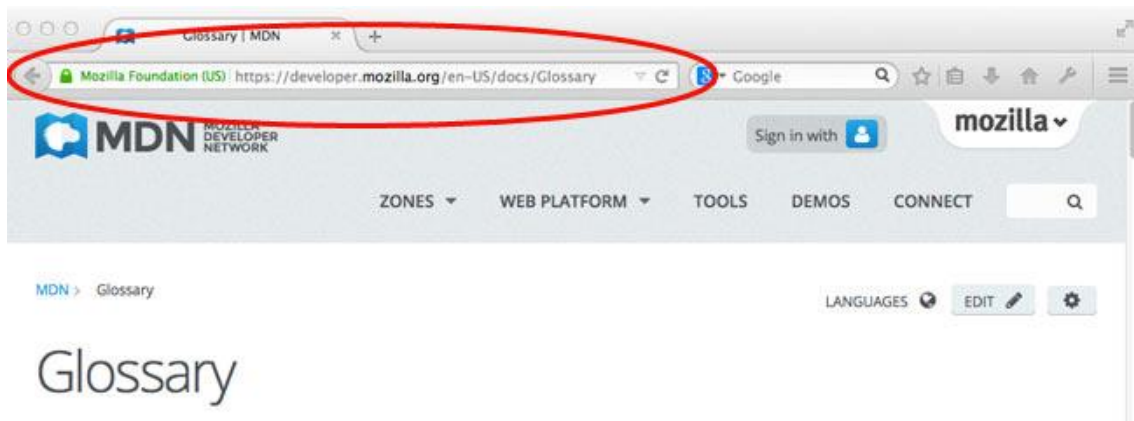 Glossary | MDN
Mozilla Foundation (US) https://developer.mozilla.org/en-US/docs/Glossary Google
MDN MOZILLA DEVELOPER NETWORK Sign in with mozilla
ZONES WEB PLATFORM TOOLS DEMOS CONNECT
MDN > Glossary LANGUAGES EDIT
Glossary